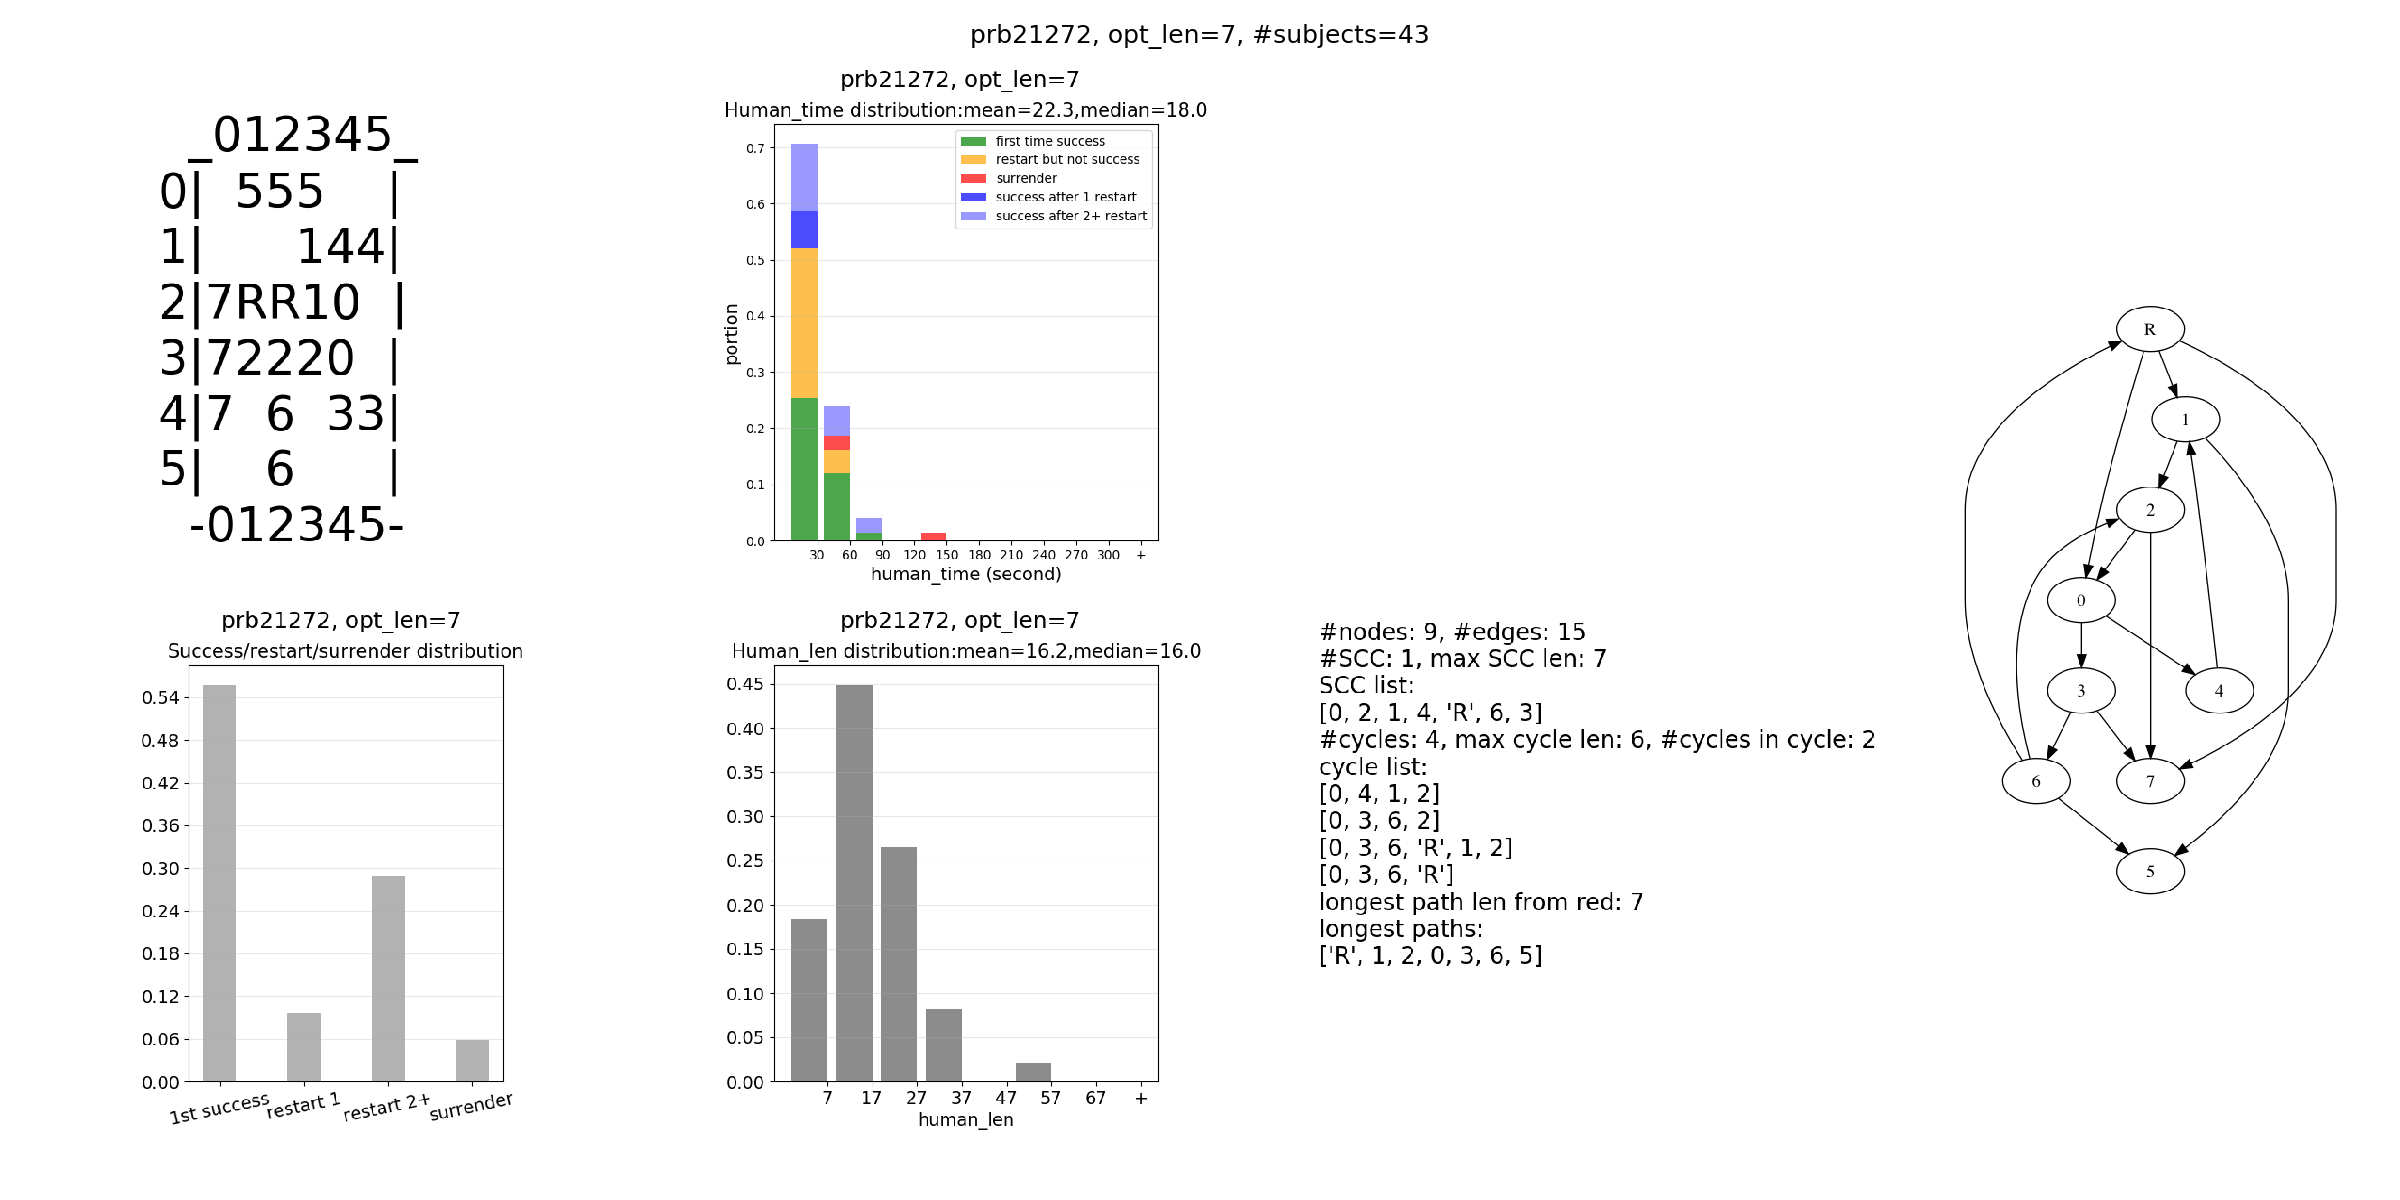 prb21272, opt_len=7, #subjects=43
_012345_
0|  555    |
1|      144|
2|7RR10  |
3|72220  |
4|7  6  33|
5|    6      |
-012345-
prb21272, opt_len=7
Human_time distribution:mean=22.3,median=18.0
first time success
restart but not success
surrender
success after 1 restart
success after 2+ restart
portion
0.7
0.6
0.5
0.4
0.3
0.2
0.1
0.0
30 60 90 120 150 180 210 240 270 300 +
human_time (second)
prb21272, opt_len=7
Success/restart/surrender distribution
0.54
0.48
0.42
0.36
0.30
0.24
0.18
0.12
0.06
0.00
1st success restart 1 restart 2+ surrender
prb21272, opt_len=7
Human_len distribution:mean=16.2,median=16.0
0.45
0.40
0.35
0.30
0.25
0.20
0.15
0.10
0.05
0.00
7 17 27 37 47 57 67 +
human_len
#nodes: 9, #edges: 15
#SCC: 1, max SCC len: 7
SCC list:
[0, 2, 1, 4, 'R', 6, 3]
#cycles: 4, max cycle len: 6, #cycles in cycle: 2
cycle list:
[0, 4, 1, 2]
[0, 3, 6, 2]
[0, 3, 6, 'R', 1, 2]
[0, 3, 6, 'R']
longest path len from red: 7
longest paths:
['R', 1, 2, 0, 3, 6, 5]
R
1
2
0
3 4
6 7
5